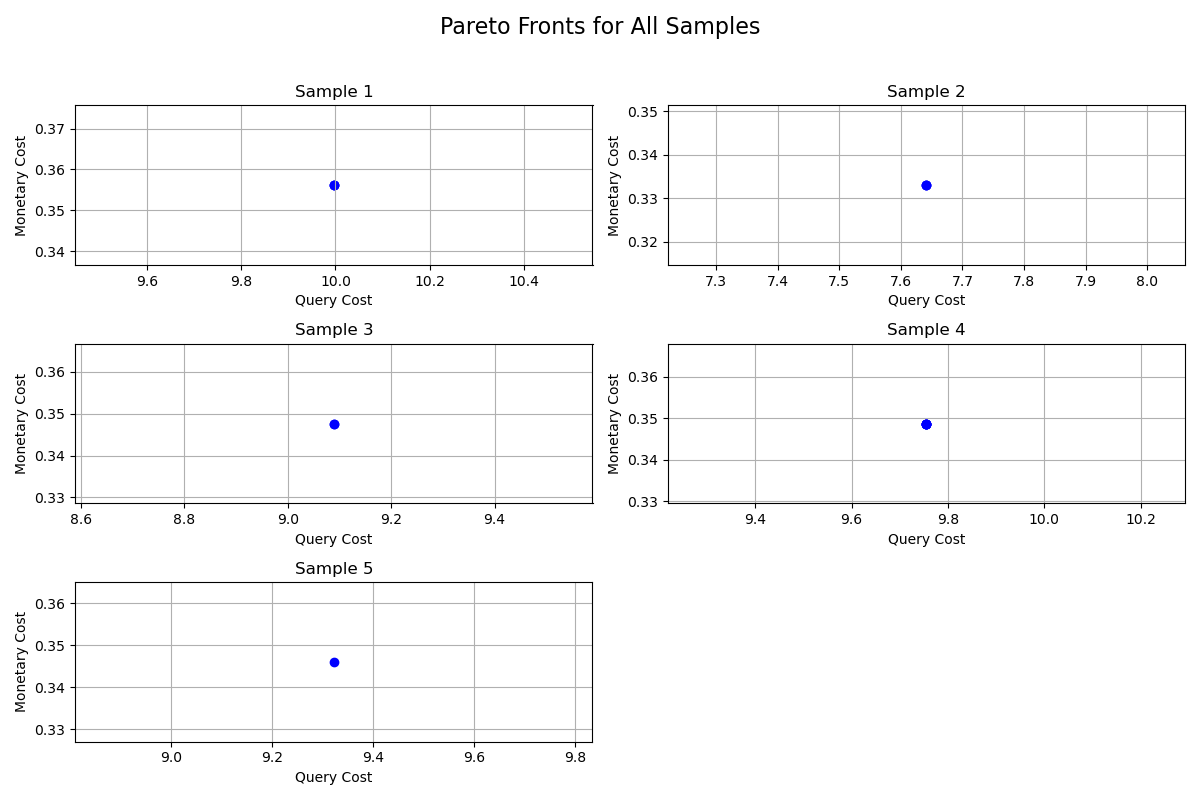 Pareto Fronts for All Samples
Sample 1
Monetary Cost
0.37
0.36
0.35
0.34
9.6 9.8 10.0 10.2 10.4
Query Cost
Sample 2
Monetary Cost
0.35
0.34
0.33
0.32
7.3 7.4 7.5 7.6 7.7 7.8 7.9 8.0
Query Cost
Sample 3
Monetary Cost
0.36
0.35
0.34
0.33
8.6 8.8 9.0 9.2 9.4
Query Cost
Sample 4
Monetary Cost
0.36
0.35
0.34
0.33
9.4 9.6 9.8 10.0 10.2
Query Cost
Sample 5
Monetary Cost
0.36
0.35
0.34
0.33
9.0 9.2 9.4 9.6 9.8
Query Cost